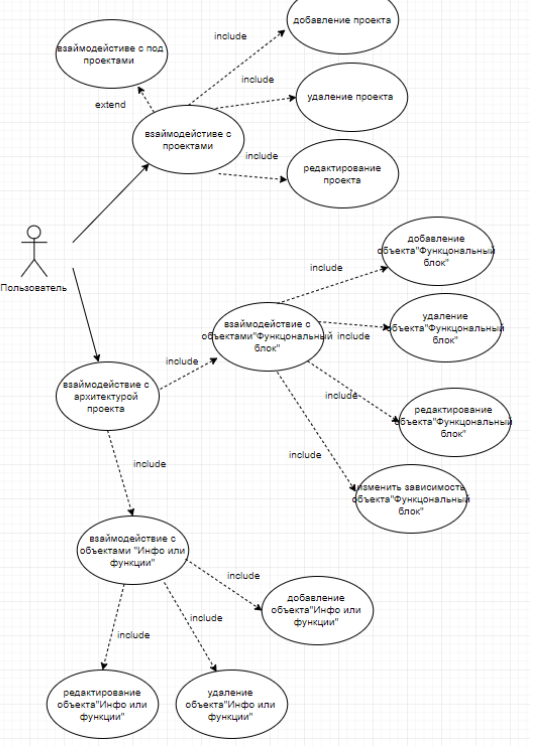 добавление проекта
include
взаймодействие с под
проектами
include
удаление проекта
extend
взаймодействие с
проектами
include
редактирование
проекта
Пользователь
добавление
объекта"Функцональный
блок"
include
взаимодействие с
объектами"Функцональный
блок"
include
удаление
объекта"Функцональный
блок"
include
взаимодействие с
архитектурой
проекта
include
редактирование
объекта"Функцональный
блок"
include
include
изменить зависимость
объекта"Функцональный
блок"
взаимодействие с
объектами "Инфо или
функции"
include
добавление
объекта"Инфо или
функции"
include
include
редактирование
объекта"Инфо или
функции"
удаление
объекта"Инфо или
функции"